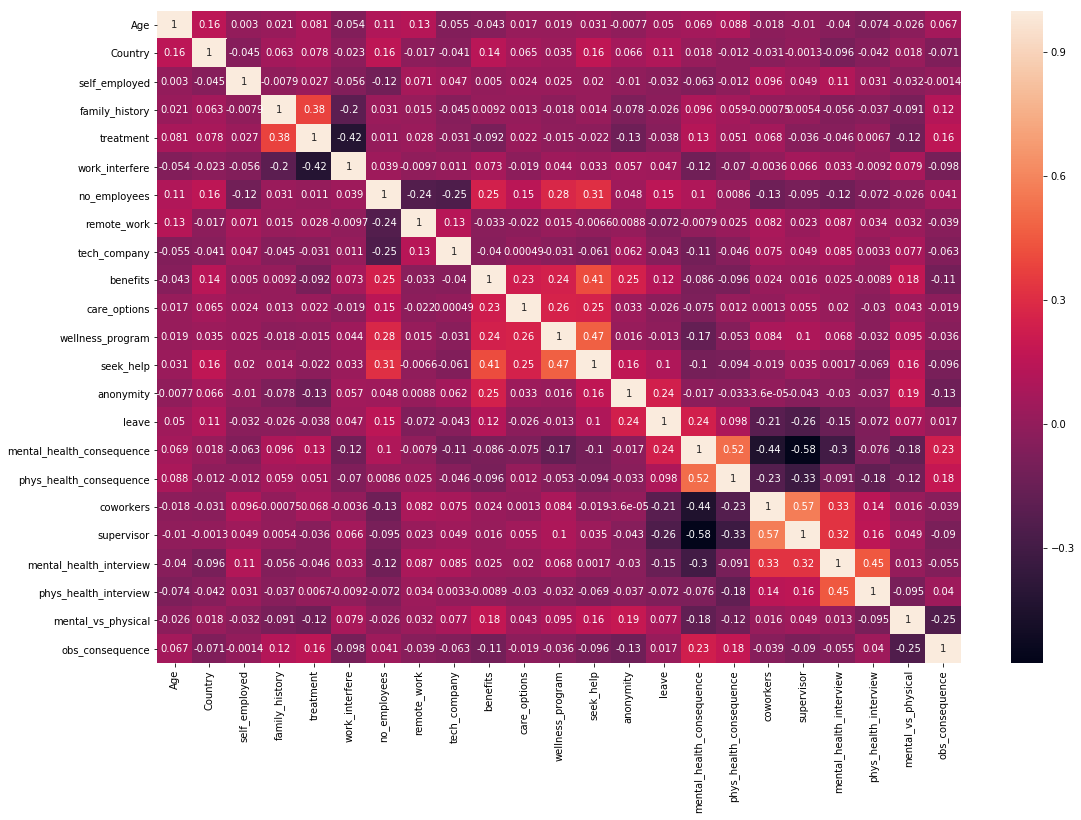 Age 1 0.16 0.003 0.021 0.081 -0.054 0.11 0.13 -0.055 -0.043 0.017 0.019 0.031 -0.0077 0.05 0.069 0.088 -0.018 -0.01 -0.04 -0.074 -0.026 0.067
Country 0.16 1 -0.045 0.063 0.078 -0.023 0.16 -0.017 -0.041 0.14 0.065 0.035 0.16 0.066 0.11 0.018 -0.012 -0.031 -0.0013 -0.096 -0.042 0.018 -0.071
self_employed 0.003 -0.045 1 -0.0079 0.027 -0.056 -0.12 0.071 0.047 0.005 0.024 0.025 0.02 -0.01 -0.032 -0.063 -0.012 0.096 0.049 0.11 0.031 -0.032 -0.0014
family_history 0.021 0.063 -0.0079 1 0.38 -0.2 0.031 0.015 -0.045 0.0092 0.013 -0.018 0.014 -0.078 -0.026 0.096 0.059 -0.00075 0.0054 -0.056 -0.037 -0.091 0.12
treatment 0.081 0.078 0.027 0.38 1 -0.42 0.011 0.028 -0.031 -0.092 0.022 -0.015 -0.022 -0.13 -0.038 0.13 0.051 0.068 -0.036 -0.046 0.0067 -0.12 0.16
work_interfere -0.054 -0.023 -0.056 -0.2 -0.42 1 0.039 -0.0097 0.011 0.073 -0.019 0.044 0.033 0.057 0.047 -0.12 -0.07 -0.0036 0.066 0.033 -0.0092 0.079 -0.098
no_employees 0.11 0.16 -0.12 0.031 0.011 0.039 1 -0.24 -0.25 0.25 0.15 0.28 0.31 0.048 0.15 0.1 0.0086 -0.13 -0.095 -0.12 -0.072 -0.026 0.041
remote_work 0.13 -0.017 0.071 0.015 0.028 -0.0097 -0.24 1 0.13 -0.033 -0.022 0.015 -0.0066 0.0088 -0.072 -0.0079 0.025 0.082 0.023 0.087 0.034 0.032 -0.039
tech_company -0.055 -0.041 0.047 -0.045 -0.031 0.011 -0.25 0.13 1 -0.04 0.00049 -0.031 -0.061 0.062 -0.043 -0.11 -0.046 0.075 0.049 0.085 0.0033 0.077 -0.063
benefits -0.043 0.14 0.005 0.0092 -0.092 0.073 0.25 -0.033 -0.04 1 0.23 0.24 0.41 0.25 0.12 -0.086 -0.096 0.024 0.016 0.025 -0.0089 0.18 -0.11
care_options 0.017 0.065 0.024 0.013 0.022 -0.019 0.15 -0.022 0.00049 0.23 1 0.26 0.25 0.033 -0.026 -0.075 0.012 0.0013 0.055 0.02 -0.03 0.043 -0.019
wellness_program 0.019 0.035 0.025 -0.018 -0.015 0.044 0.28 0.015 -0.031 0.24 0.26 1 0.47 0.016 -0.013 -0.17 -0.053 0.084 0.1 0.068 -0.032 0.095 -0.036
seek_help 0.031 0.16 0.02 0.014 -0.022 0.033 0.31 -0.0066 -0.061 0.41 0.25 0.47 1 0.16 0.1 -0.1 -0.094 -0.019 0.035 0.0017 -0.069 0.16 -0.096
anonymity -0.0077 0.066 -0.01 -0.078 -0.13 0.057 0.048 0.0088 0.062 0.25 0.033 0.016 0.16 1 0.24 -0.017 -0.033 -3.6e-05 -0.043 -0.03 -0.037 0.19 -0.13
leave 0.05 0.11 -0.032 -0.026 -0.038 0.047 0.15 -0.072 -0.043 0.12 -0.026 -0.013 0.1 0.24 1 0.24 0.098 -0.21 -0.26 -0.15 -0.072 0.077 0.017
mental_health_consequence 0.069 0.018 -0.063 0.096 0.13 -0.12 0.1 -0.0079 -0.11 -0.086 -0.075 -0.17 -0.1 -0.017 0.24 1 0.52 -0.44 -0.58 -0.3 -0.076 -0.18 0.23
phys_health_consequence 0.088 -0.012 -0.012 0.059 0.051 -0.07 0.0086 0.025 -0.046 -0.096 0.012 -0.053 -0.094 -0.033 0.098 0.52 1 -0.23 -0.33 -0.091 -0.18 -0.12 0.18
coworkers -0.018 -0.031 0.096 -0.00075 0.068 -0.0036 -0.13 0.082 0.075 0.024 0.0013 0.084 -0.019 -3.6e-05 -0.21 -0.44 -0.23 1 0.57 0.33 0.14 0.016 -0.039
supervisor -0.01 -0.0013 0.049 0.0054 -0.036 0.066 -0.095 0.023 0.049 0.016 0.055 0.1 0.035 -0.043 -0.26 -0.58 -0.33 0.57 1 0.32 0.16 0.049 -0.09
mental_health_interview -0.04 -0.096 0.11 -0.056 -0.046 0.033 -0.12 0.087 0.085 0.025 0.02 0.068 0.0017 -0.03 -0.15 -0.3 -0.091 0.33 0.32 1 0.45 0.013 -0.055
phys_health_interview -0.074 -0.042 0.031 -0.037 0.0067 -0.0092 -0.072 0.034 0.0033 -0.0089 -0.03 -0.032 -0.069 -0.037 -0.072 -0.076 -0.18 0.14 0.16 0.45 1 -0.095 0.04
mental_vs_physical -0.026 0.018 -0.032 -0.091 -0.12 0.079 -0.026 0.032 0.077 0.18 0.043 0.095 0.16 0.19 0.077 -0.18 -0.12 0.016 0.049 0.013 -0.095 1 -0.25
obs_consequence 0.067 -0.071 -0.0014 0.12 0.16 -0.098 0.041 -0.039 -0.063 -0.11 -0.019 -0.036 -0.096 -0.13 0.017 0.23 0.18 -0.039 -0.09 -0.055 0.04 -0.25 1
Age
Country
self_employed
family_history
treatment
work_interfere
no_employees
remote_work
tech_company
benefits
care_options
wellness_program
seek_help
anonymity
leave
mental_health_consequence
phys_health_consequence
coworkers
supervisor
mental_health_interview
phys_health_interview
mental_vs_physical
obs_consequence
0.9
0.6
0.3
0.0
−0.3